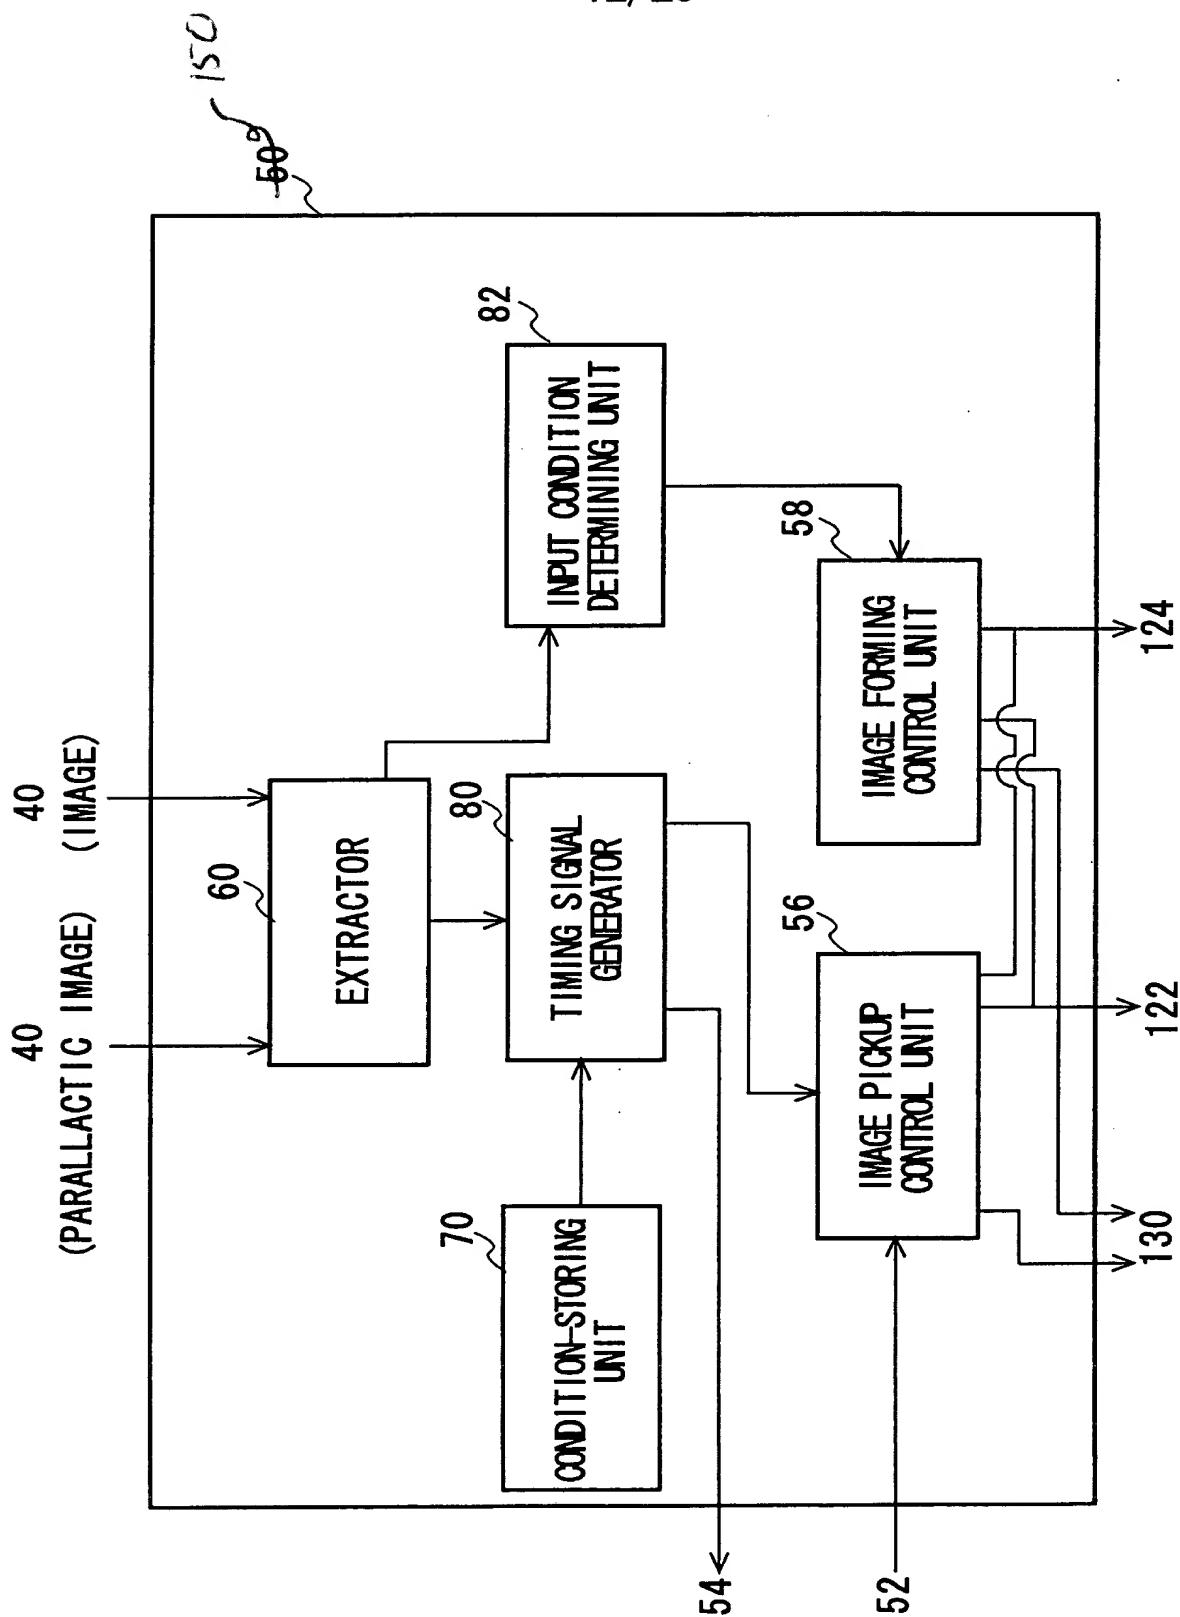 150
60
40
(PARALLACTIC IMAGE)
40
(IMAGE)
60
EXTRACTOR
70
CONDITION-STORING
UNIT
80
TIMING SIGNAL
GENERATOR
82
INPUT CONDITION
DETERMINING UNIT
54
52
56
IMAGE PICKUP
CONTROL UNIT
58
IMAGE FORMING
CONTROL UNIT
130
122
124